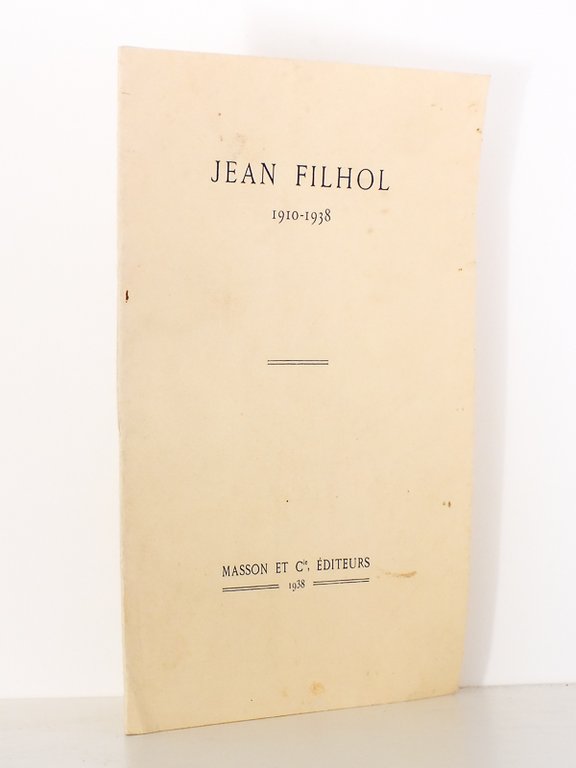 JEAN FILHOL
1910-1938
MASSON ET Cie, ÉDITEURS
1938